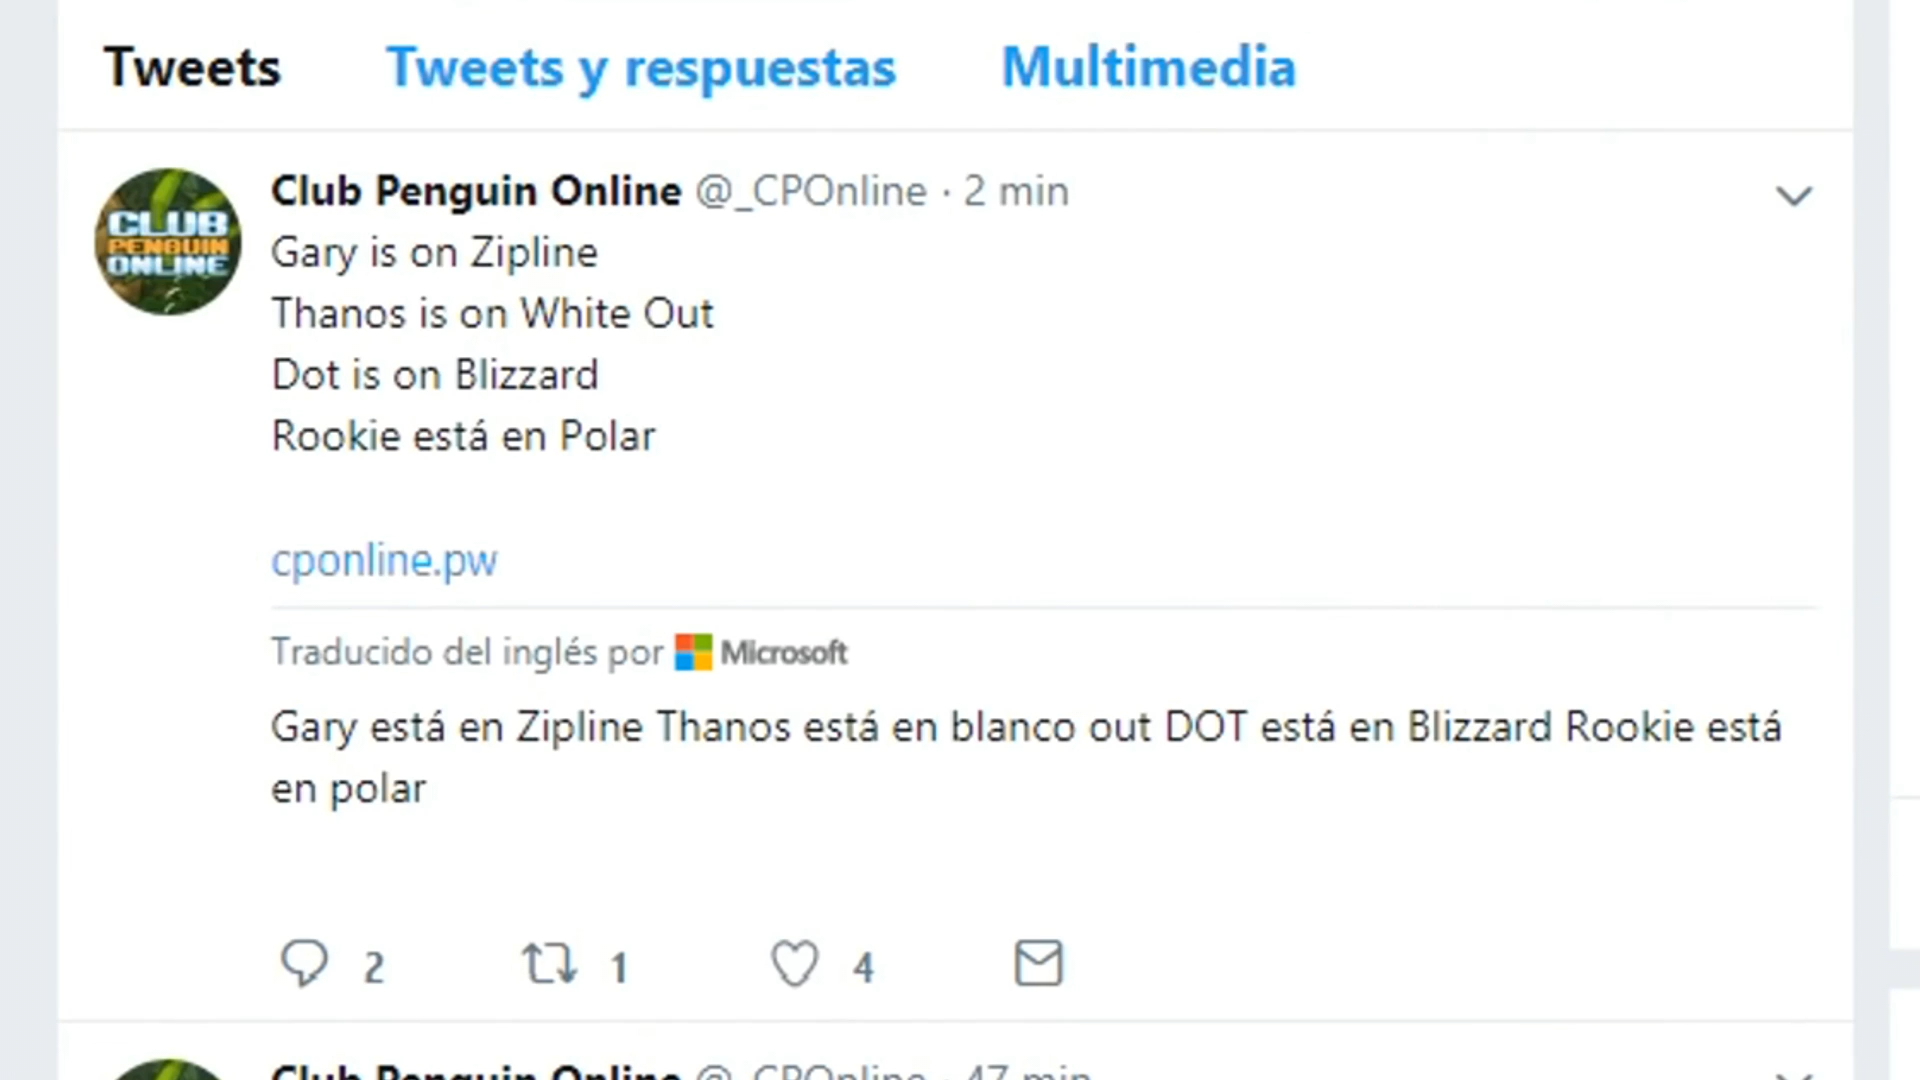 Tweets Tweets y respuestas Multimedia
CLUB
PENGUIN
ONLINE
Club Penguin Online @_CPOnline · 2 min
Gary is on Zipline
Thanos is on White Out
Dot is on Blizzard
Rookie está en Polar
cponline.pw
Traducido del inglés por Microsoft
Gary está en Zipline Thanos está en blanco out DOT está en Blizzard Rookie está
en polar
2 1 4
Club Penguin Online @_CPOnline · 47 min